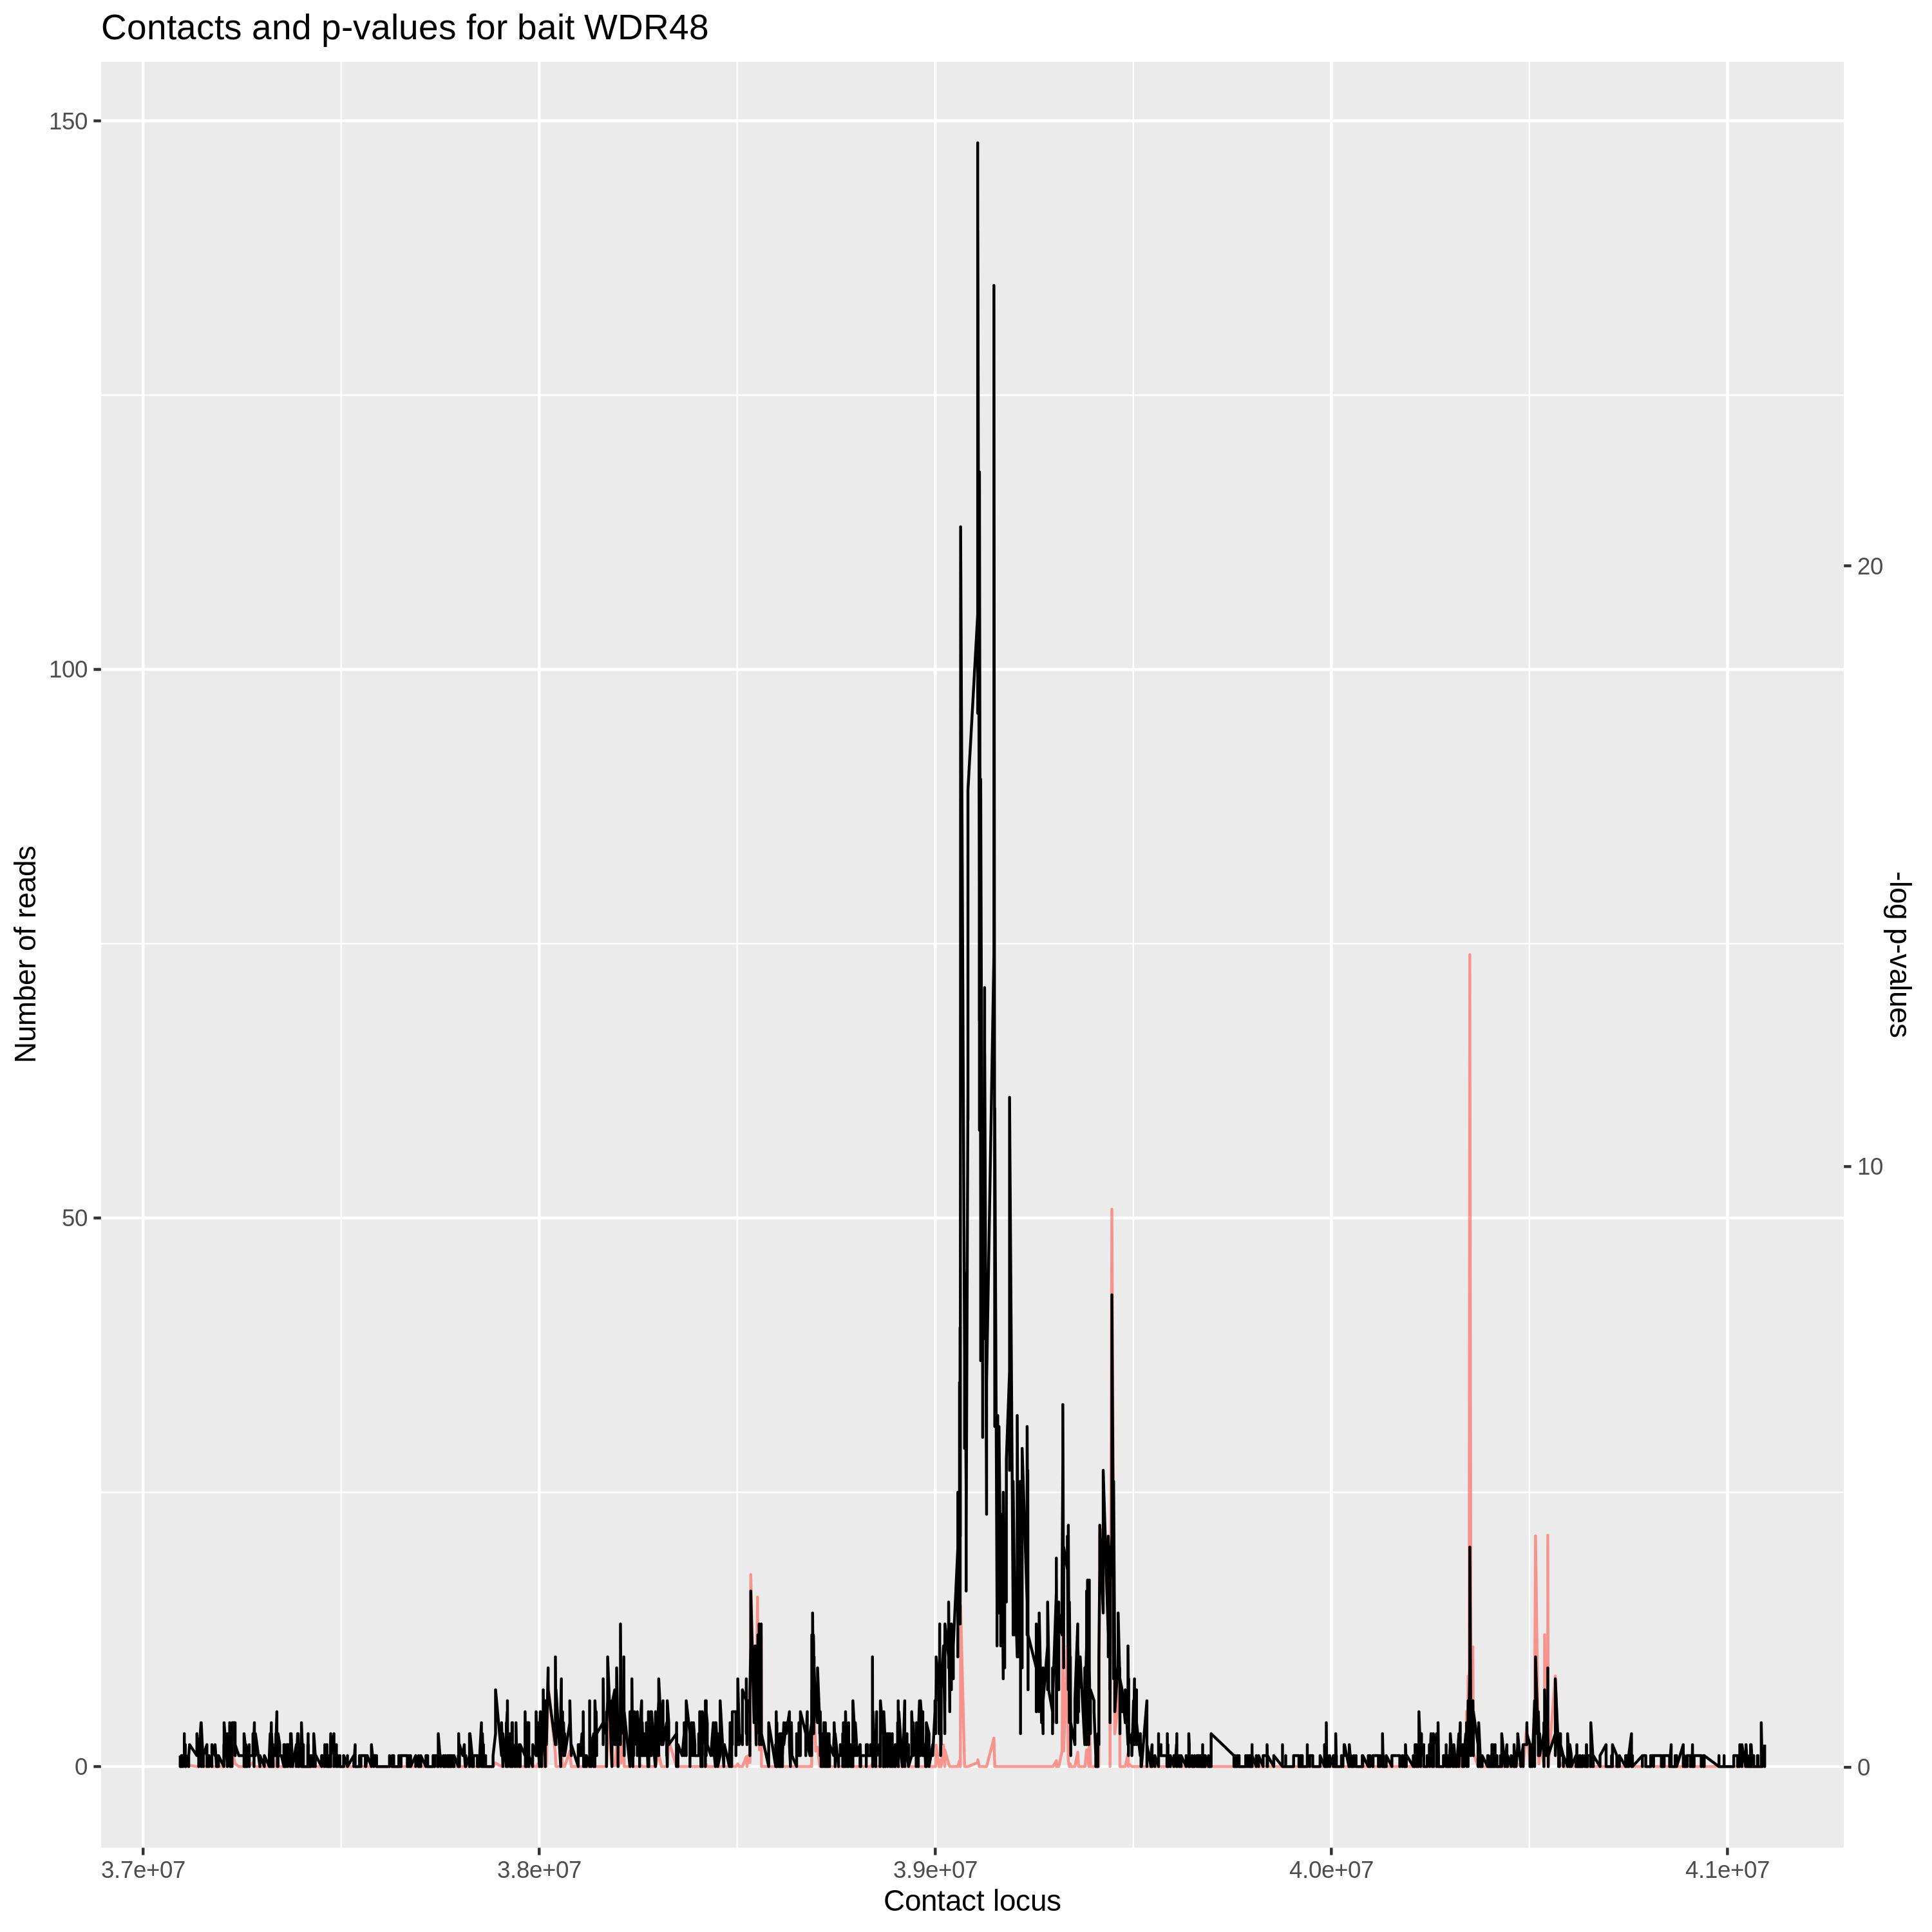 Contacts and p-values for bait WDR48
150
100
50
0
Number of reads
20
10
0
-log p-values
3.7e+07 3.8e+07 3.9e+07 4.0e+07 4.1e+07
Contact locus